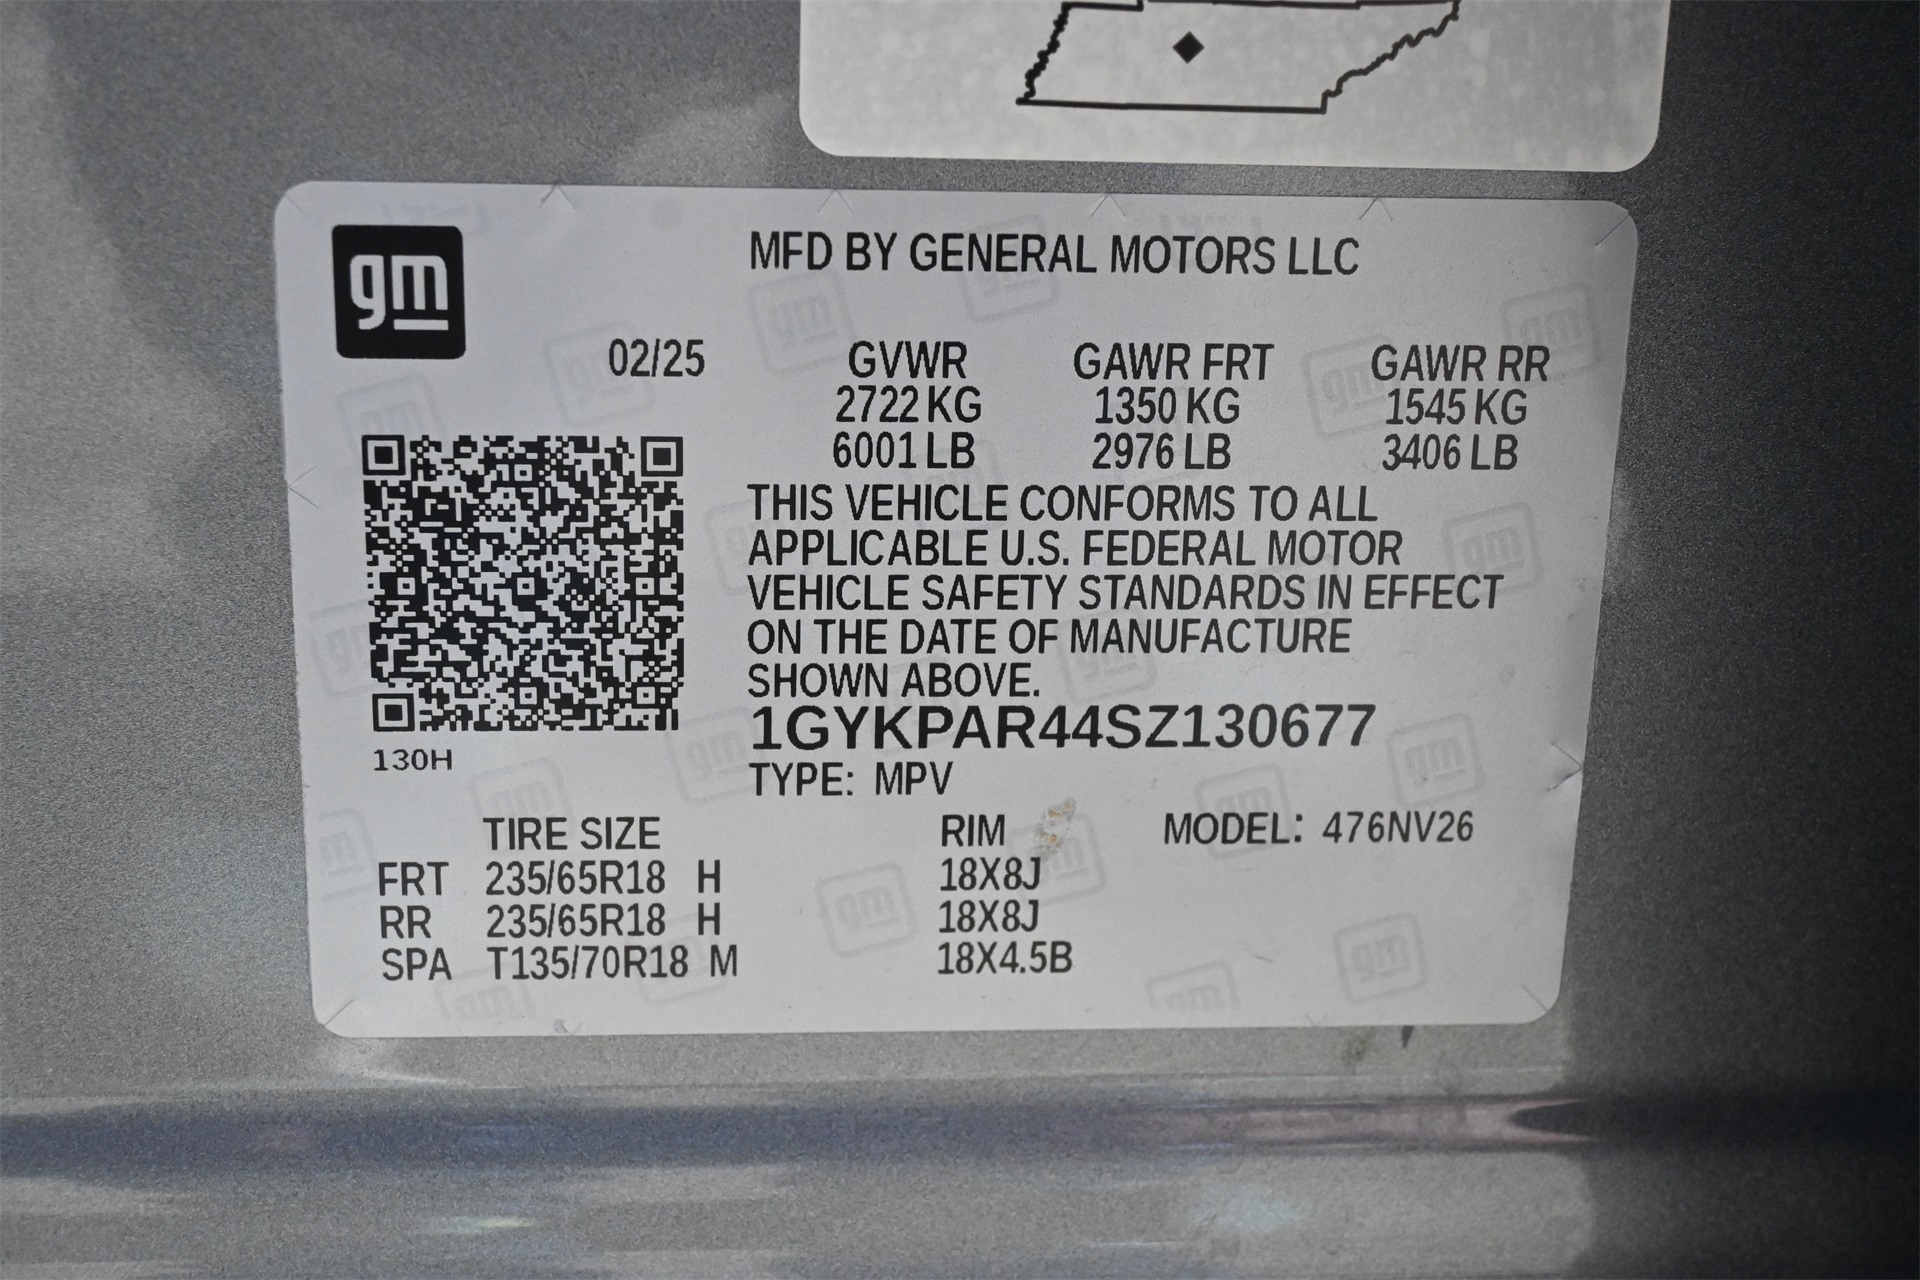 gm
MFD BY GENERAL MOTORS LLC
02/25 GVWR GAWR FRT GAWR RR
2722 KG 1350 KG 1545 KG
6001 LB 2976 LB 3406 LB
THIS VEHICLE CONFORMS TO ALL
APPLICABLE U.S. FEDERAL MOTOR
VEHICLE SAFETY STANDARDS IN EFFECT
ON THE DATE OF MANUFACTURE
SHOWN ABOVE.
1GYKPAR44SZ130677
130H
TYPE: MPV
TIRE SIZE RIM MODEL: 476NV26
FRT 235/65R18 H 18X8J
RR 235/65R18 H 18X8J
SPA T135/70R18 M 18X4.5B